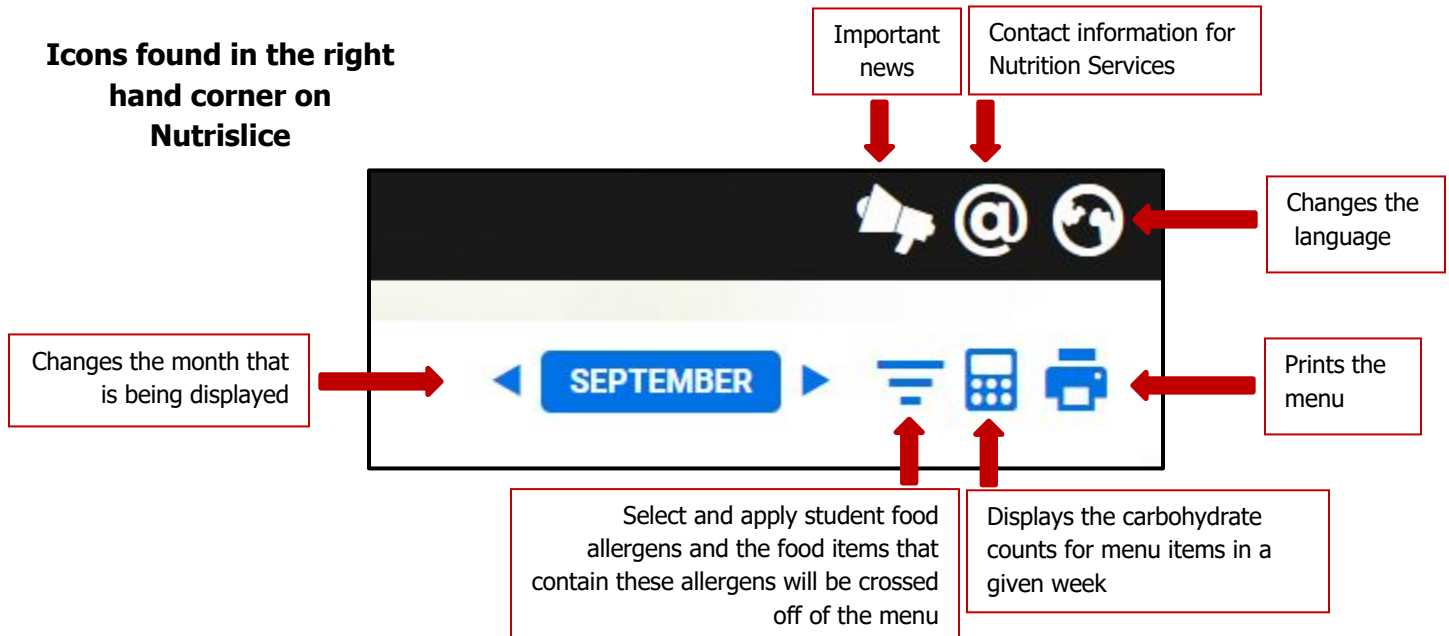 Icons found in the right
hand corner on
Nutrislice
Important
news
Contact information for
Nutrition Services
Changes the
language
Changes the month that
is being displayed
SEPTEMBER
Prints the
menu
Select and apply student food
allergens and the food items that
contain these allergens will be crossed
off of the menu
Displays the carbohydrate
counts for menu items in a
given week